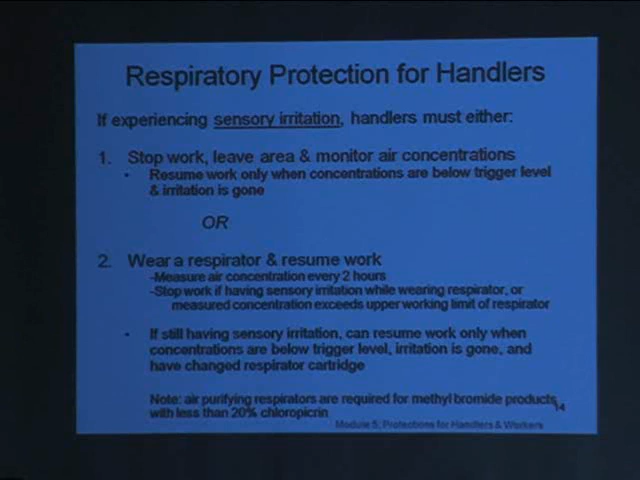 Respiratory Protection for Handlers
If experiencing sensory irritation, handlers must either:
1. Stop work, leave area & monitor air concentrations
• Resume work only when concentrations are below trigger level
& irritation is gone
OR
2. Wear a respirator & resume work
-Measure air concentration every 2 hours
-Stop work if having sensory irritation while wearing respirator, or
measured concentration exceeds upper working limit of respirator
• If still having sensory irritation, can resume work only when
concentrations are below trigger level, irritation is gone, and
have changed respirator cartridge
Note: air purifying respirators are required for methyl bromide products
with less than 20% chloropicrin
14
Module 5, Protections for Handlers & Workers